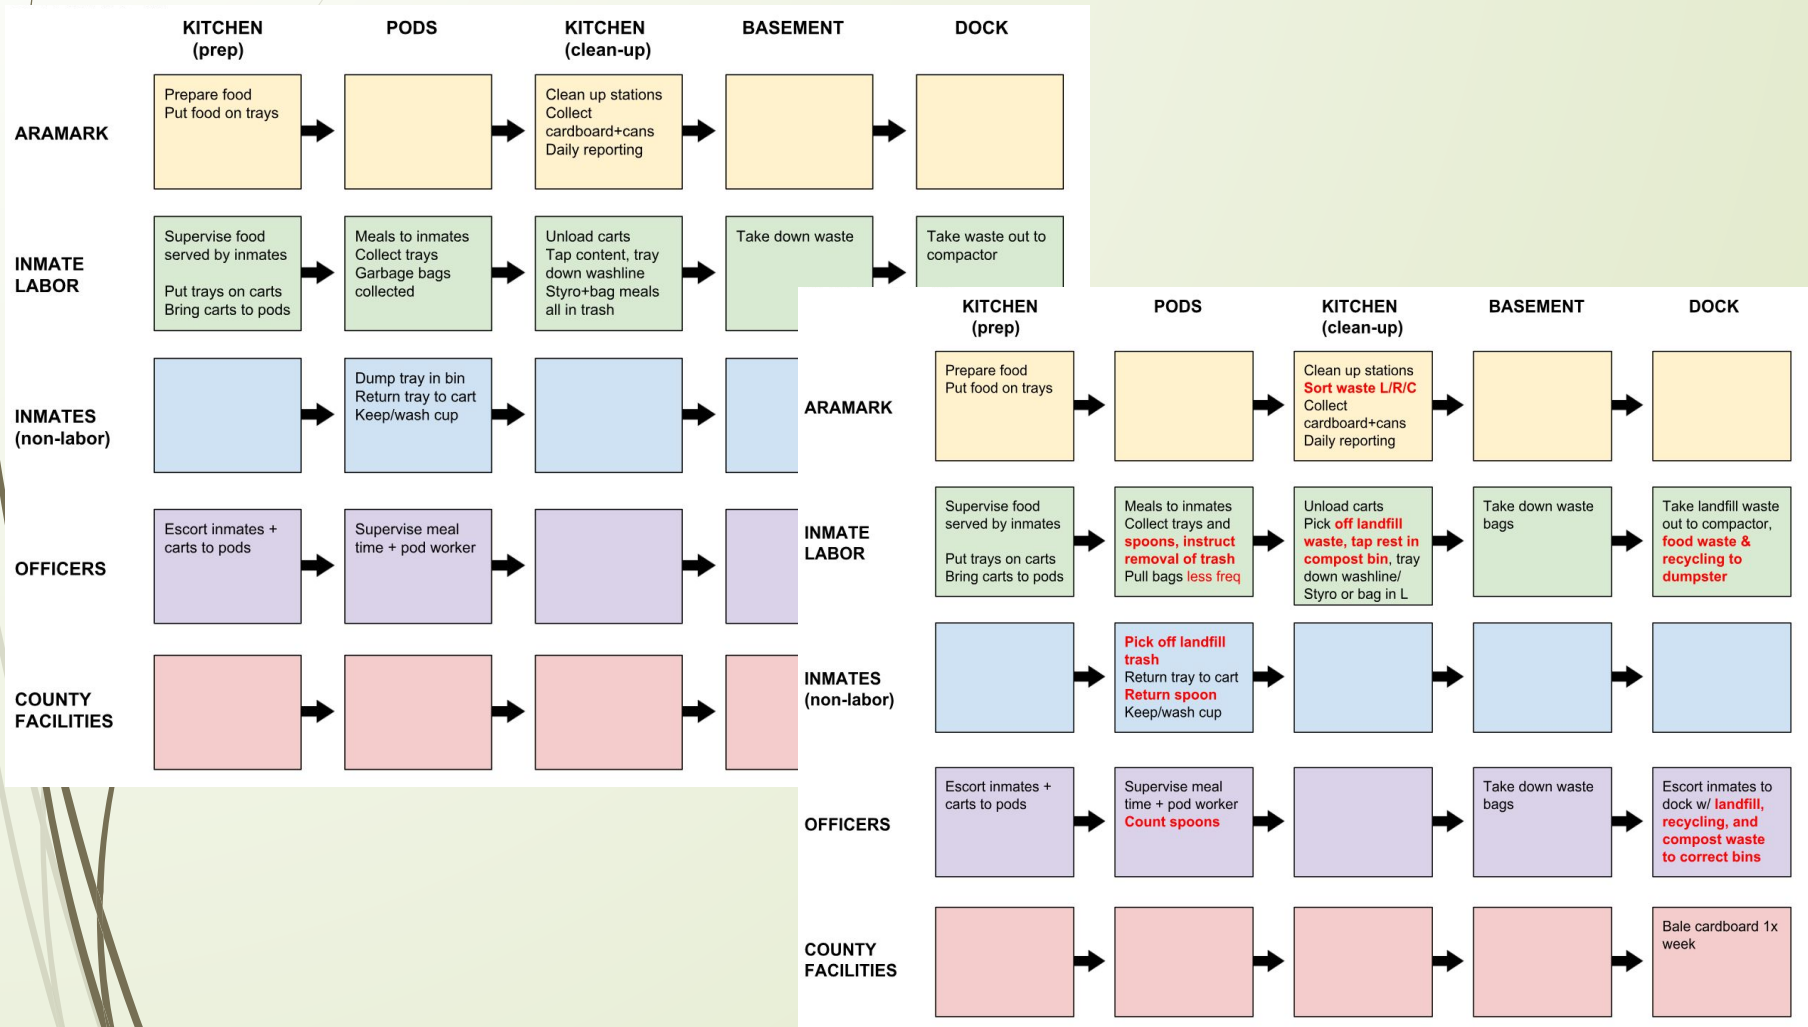 KITCHEN
(prep)
PODS
KITCHEN
(clean-up)
BASEMENT
DOCK
ARAMARK
Prepare food
Put food on trays
Clean up stations
Collect
cardboard+cans
Daily reporting
INMATE
LABOR
Supervise food
served by inmates
Put trays on carts
Bring carts to pods
Meals to inmates
Collect trays
Garbage bags
collected
Unload carts
Tap content, tray
down washline
Styro+bag meals
all in trash
Take down waste
Take waste out to
compactor
INMATES
(non-labor)
Dump tray in bin
Return tray to cart
Keep/wash cup
OFFICERS
Escort inmates +
carts to pods
Supervise meal
time + pod worker
COUNTY
FACILITIES
KITCHEN
(prep)
PODS
KITCHEN
(clean-up)
BASEMENT
DOCK
ARAMARK
Prepare food
Put food on trays
Clean up stations
Sort waste L/R/C
Collect
cardboard+cans
Daily reporting
INMATE
LABOR
Supervise food
served by inmates
Put trays on carts
Bring carts to pods
Meals to inmates
Collect trays and
spoons, instruct
removal of trash
Pull bags less freq
Unload carts
Pick off landfill
waste, tap rest in
compost bin, tray
down washline/
Styro or bag in L
Take down waste
bags
Take landfill waste
out to compactor,
food waste &
recycling to
dumpster
INMATES
(non-labor)
Pick off landfill
trash
Return tray to cart
Return spoon
Keep/wash cup
OFFICERS
Escort inmates +
carts to pods
Supervise meal
time + pod worker
Count spoons
Take down waste
bags
Escort inmates to
dock w/ landfill,
recycling, and
compost waste
to correct bins
COUNTY
FACILITIES
Bale cardboard 1x
week